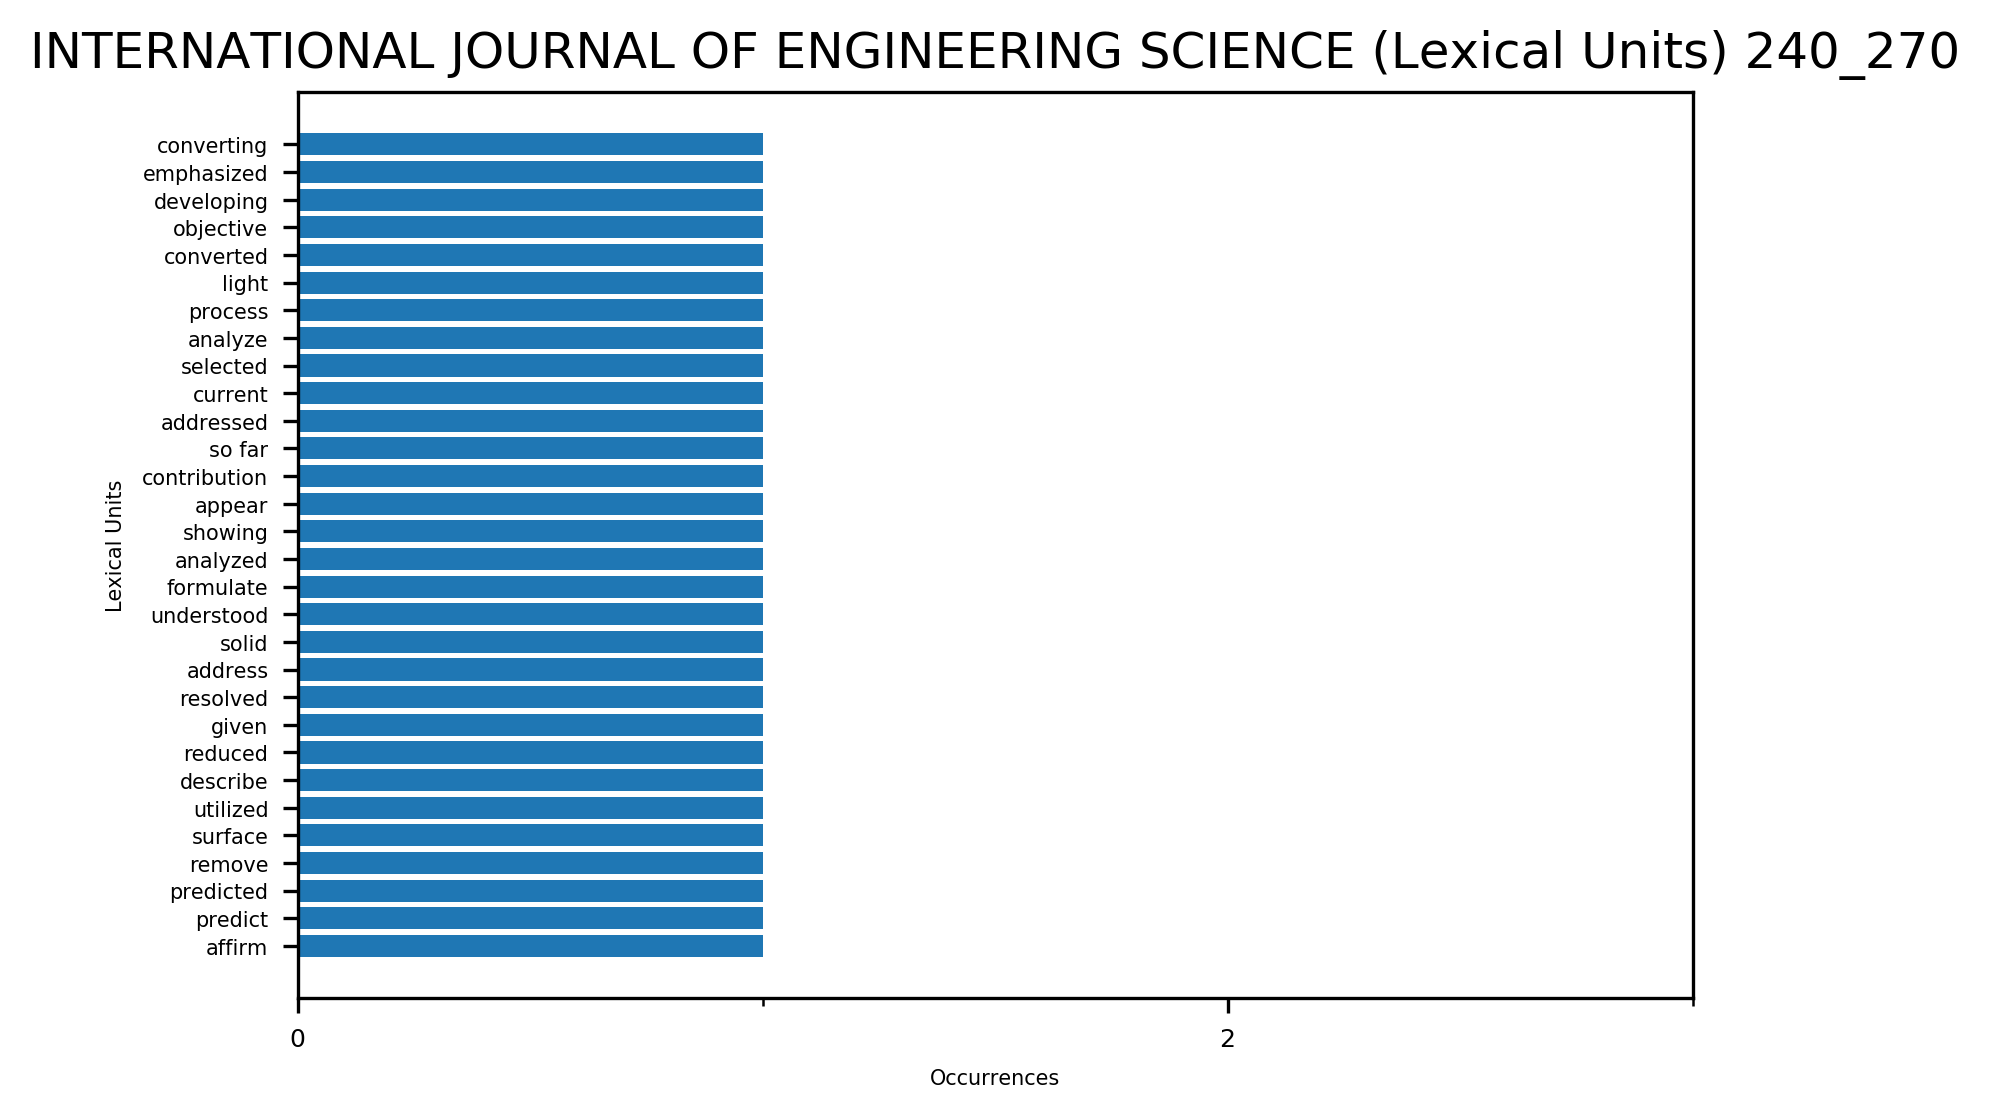 INTERNATIONAL JOURNAL OF ENGINEERING SCIENCE (Lexical Units) 240_270
Lexical Units
converting
emphasized
developing
objective
converted
light
process
analyze
selected
current
addressed
so far
contribution
appear
showing
analyzed
formulate
understood
solid
address
resolved
given
reduced
describe
utilized
surface
remove
predicted
predict
affirm
0
2
Occurrences